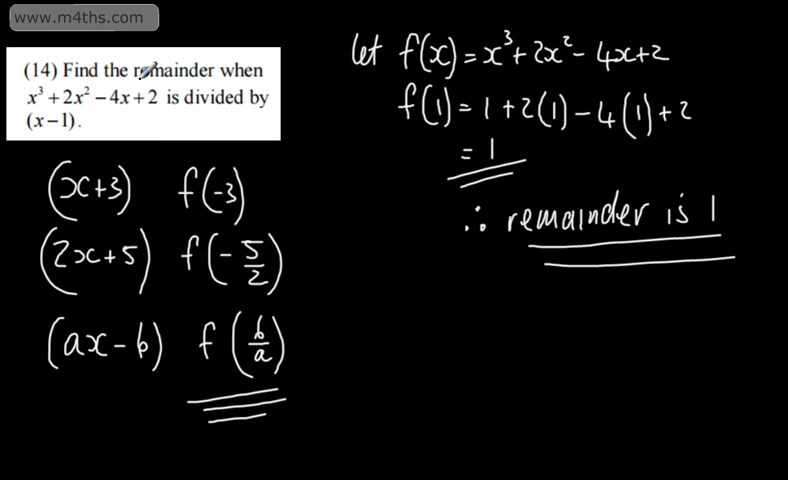 www.m4ths.com
(14) Find the remainder when
x³ + 2x² − 4x + 2 is divided by
(x − 1).
(x+3) f(-3)
(2x+5) f(-5/2)
(ax-b) f(b/a)
let f(x) = x³ + 2x² - 4x + 2
f(1) = 1 + 2(1) - 4(1) + 2
= 1
∴ remainder is 1